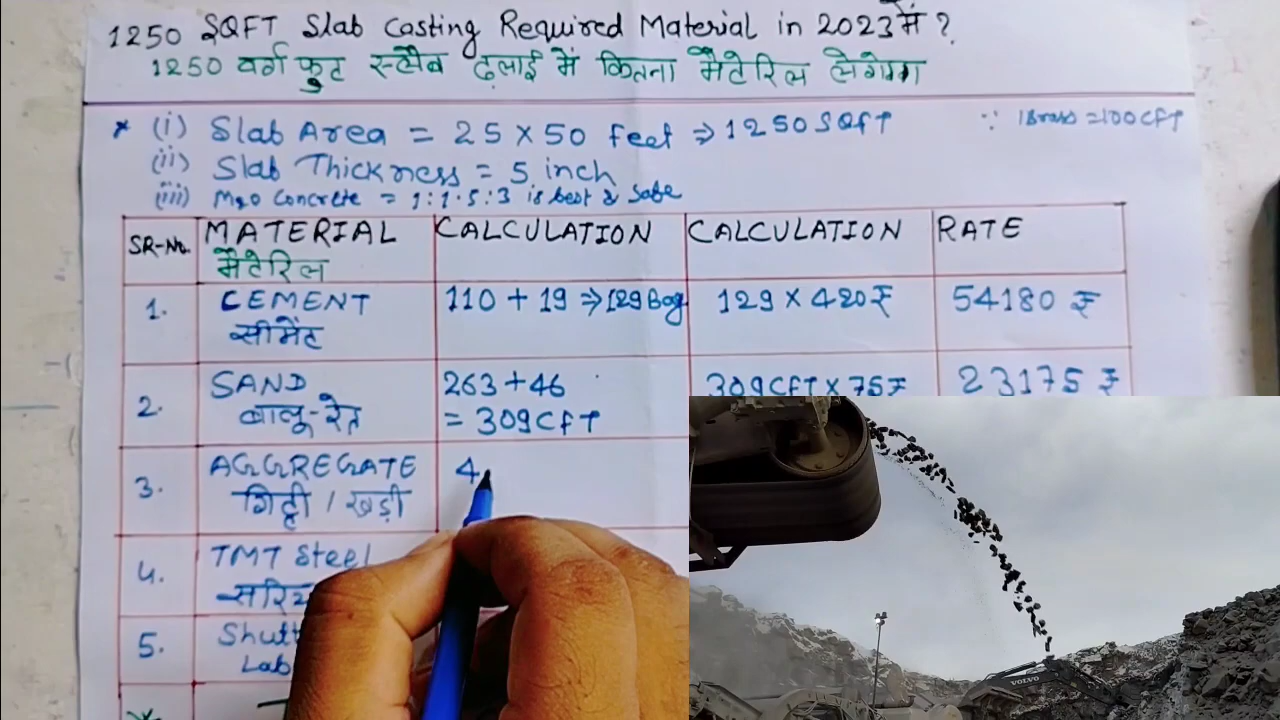 1250 SQFT Slab Casting Required Material in 2023 में ?
1250 वर्ग फुट स्लैब ढ़लाई में कितना मैटेरिल लगेगा
* (i) Slab Area = 25 × 50 feet ⇒ 1250 SQFT ∵ 1Brass = 100 CFT
(ii) Slab Thickness = 5 inch
(iii) M20 Concrete = 1:1.5:3 is best & safe
SR-No. MATERIAL CALCULATION CALCULATION RATE
मैटेरिल
1. CEMENT 110 + 19 ⇒ 129 Bag 129 × 420 ₹ 54180 ₹
सीमेंट
2. SAND 263 + 46 309 CFT × 75 ₹ 23175 ₹
बालू-रेत = 309 CFT
3. AGGREGATE 4
गिट्टी / खड़ी
4. TMT Steel
सरिय
5. Shutt
Lab
VOLVO